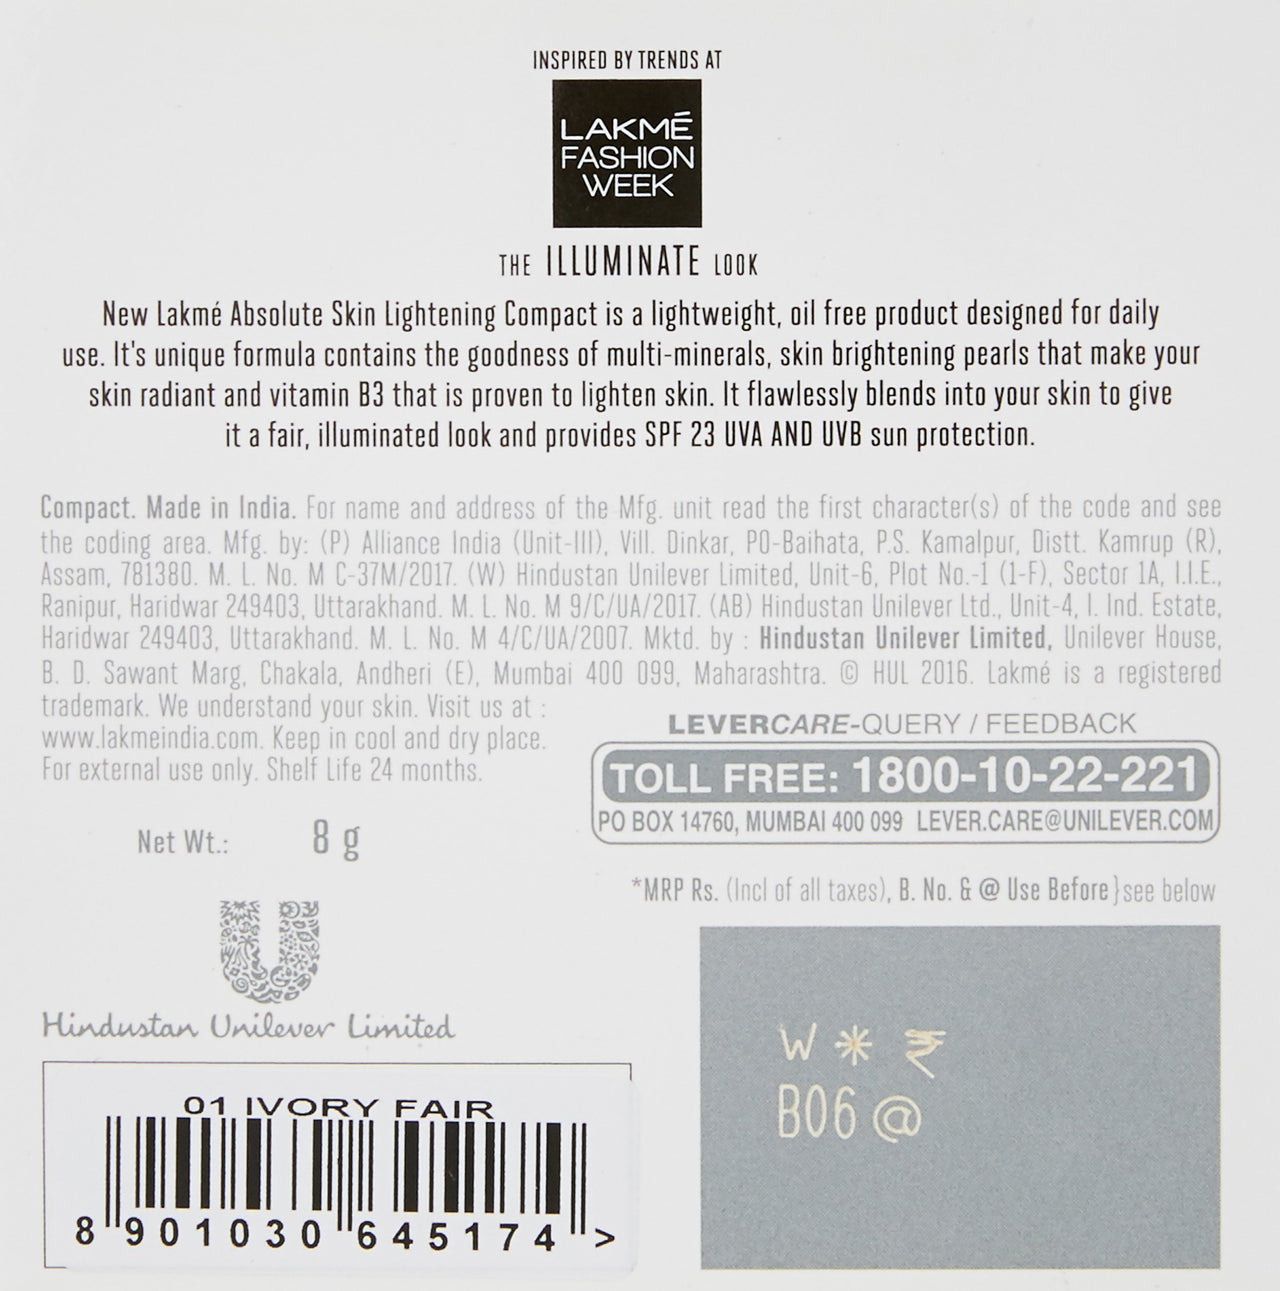 INSPIRED BY TRENDS AT
LAKMÉ
FASHION
WEEK
THE ILLUMINATE LOOK
New Lakmé Absolute Skin Lightening Compact is a lightweight, oil free product designed for daily
use. It's unique formula contains the goodness of multi-minerals, skin brightening pearls that make your
skin radiant and vitamin B3 that is proven to lighten skin. It flawlessly blends into your skin to give
it a fair, illuminated look and provides SPF 23 UVA AND UVB sun protection.
Compact. Made in India. For name and address of the Mfg. unit read the first character(s) of the code and see
the coding area. Mfg. by: (P) Alliance India (Unit-III), Vill. Dinkar, PO-Baihata, P.S. Kamalpur, Distt. Kamrup (R),
Assam, 781380. M. L. No. M C-37M/2017. (W) Hindustan Unilever Limited, Unit-6, Plot No.-1 (1-F), Sector 1A, I.I.E.,
Ranipur, Haridwar 249403, Uttarakhand. M. L. No. M 9/C/UA/2017. (AB) Hindustan Unilever Ltd., Unit-4, I. Ind. Estate,
Haridwar 249403, Uttarakhand. M. L. No. M 4/C/UA/2007. Mktd. by : Hindustan Unilever Limited, Unilever House,
B. D. Sawant Marg, Chakala, Andheri (E), Mumbai 400 099, Maharashtra. © HUL 2016. Lakmé is a registered
trademark. We understand your skin. Visit us at :
www.lakmeindia.com. Keep in cool and dry place.
For external use only. Shelf Life 24 months.
LEVERCARE-QUERY / FEEDBACK
TOLL FREE: 1800-10-22-221
PO BOX 14760, MUMBAI 400 099 LEVER.CARE@UNILEVER.COM
Net Wt.: 8 g
*MRP Rs. (Incl of all taxes), B. No. & @ Use Before}see below
Hindustan Unilever Limited
W * ₹
B06 @
01 IVORY FAIR
8 901030 645174 >